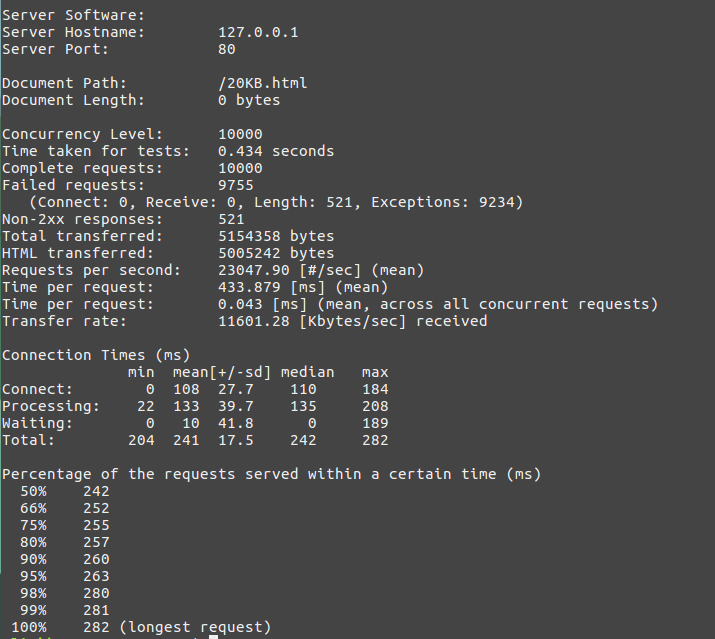 Server Software:
Server Hostname:        127.0.0.1
Server Port:            80

Document Path:          /20KB.html
Document Length:        0 bytes

Concurrency Level:      10000
Time taken for tests:   0.434 seconds
Complete requests:      10000
Failed requests:        9755
   (Connect: 0, Receive: 0, Length: 521, Exceptions: 9234)
Non-2xx responses:      521
Total transferred:      5154358 bytes
HTML transferred:       5005242 bytes
Requests per second:    23047.90 [#/sec] (mean)
Time per request:       433.879 [ms] (mean)
Time per request:       0.043 [ms] (mean, across all concurrent requests)
Transfer rate:          11601.28 [Kbytes/sec] received

Connection Times (ms)
              min  mean[+/-sd] median   max
Connect:        0  108  27.7    110     184
Processing:    22  133  39.7    135     208
Waiting:        0   10  41.8      0     189
Total:        204  241  17.5    242     282

Percentage of the requests served within a certain time (ms)
  50%    242
  66%    252
  75%    255
  80%    257
  90%    260
  95%    263
  98%    280
  99%    281
 100%    282 (longest request)